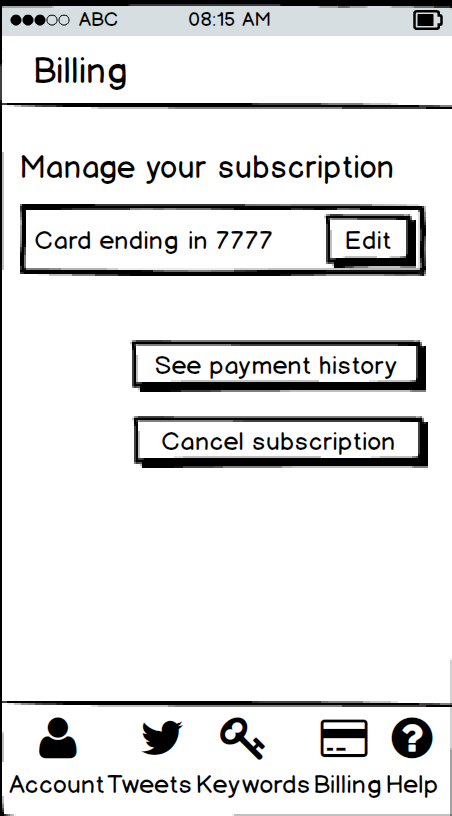 ABC 08:15 AM
Billing
Manage your subscription
Card ending in 7777 Edit
See payment history
Cancel subscription
Account Tweets Keywords Billing Help